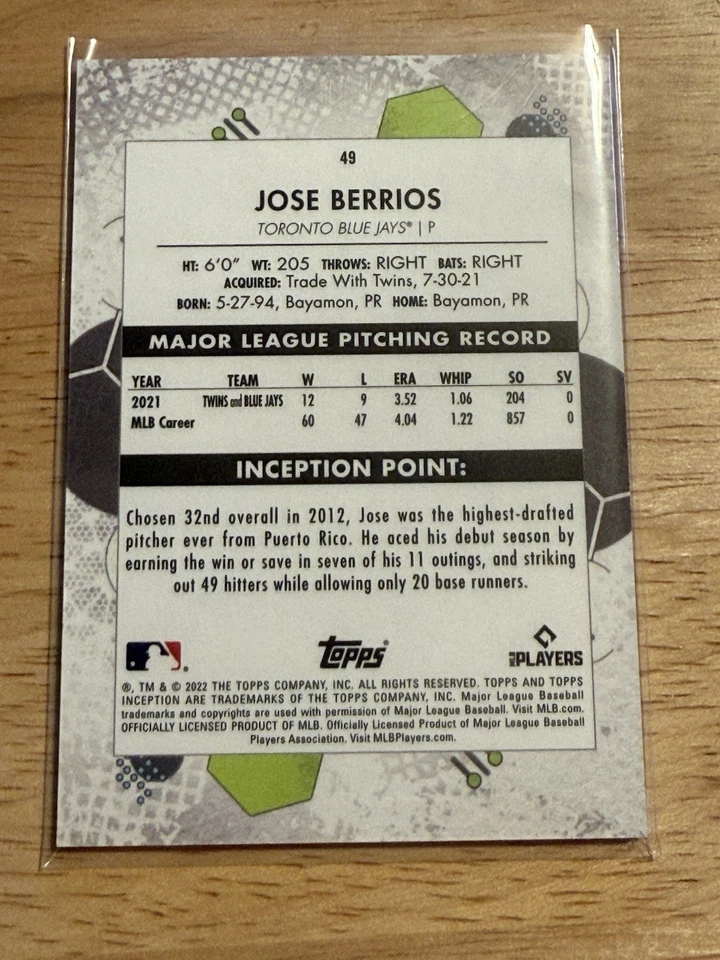 49
JOSE BERRIOS
TORONTO BLUE JAYS® | P
HT: 6'0" WT: 205 THROWS: RIGHT BATS: RIGHT
ACQUIRED: Trade With Twins, 7-30-21
BORN: 5-27-94, Bayamon, PR HOME: Bayamon, PR
MAJOR LEAGUE PITCHING RECORD
YEAR TEAM W L ERA WHIP SO SV
2021 TWINS and BLUE JAYS 12 9 3.52 1.06 204 0
MLB Career 60 47 4.04 1.22 857 0
INCEPTION POINT:
Chosen 32nd overall in 2012, Jose was the highest-drafted
pitcher ever from Puerto Rico. He aced his debut season by
earning the win or save in seven of his 11 outings, and striking
out 49 hitters while allowing only 20 base runners.
topps®
MLB PLAYERS
®, TM & © 2022 THE TOPPS COMPANY, INC. ALL RIGHTS RESERVED. TOPPS AND TOPPS
INCEPTION ARE TRADEMARKS OF THE TOPPS COMPANY, INC. Major League Baseball
trademarks and copyrights are used with permission of Major League Baseball. Visit MLB.com.
OFFICIALLY LICENSED PRODUCT OF MLB. Officially Licensed Product of Major League Baseball
Players Association. Visit MLBPlayers.com.